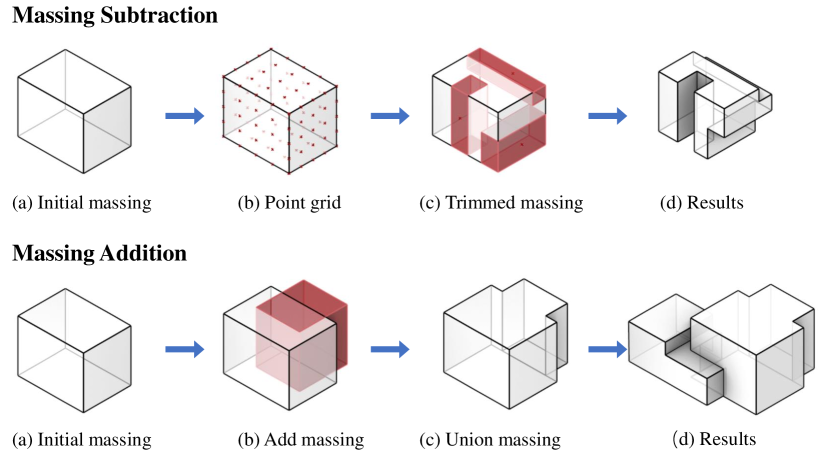 Massing Subtraction
(a) Initial massing
(b) Point grid
(c) Trimmed massing
(d) Results
Massing Addition
(a) Initial massing
(b) Add massing
(c) Union massing
(d) Results